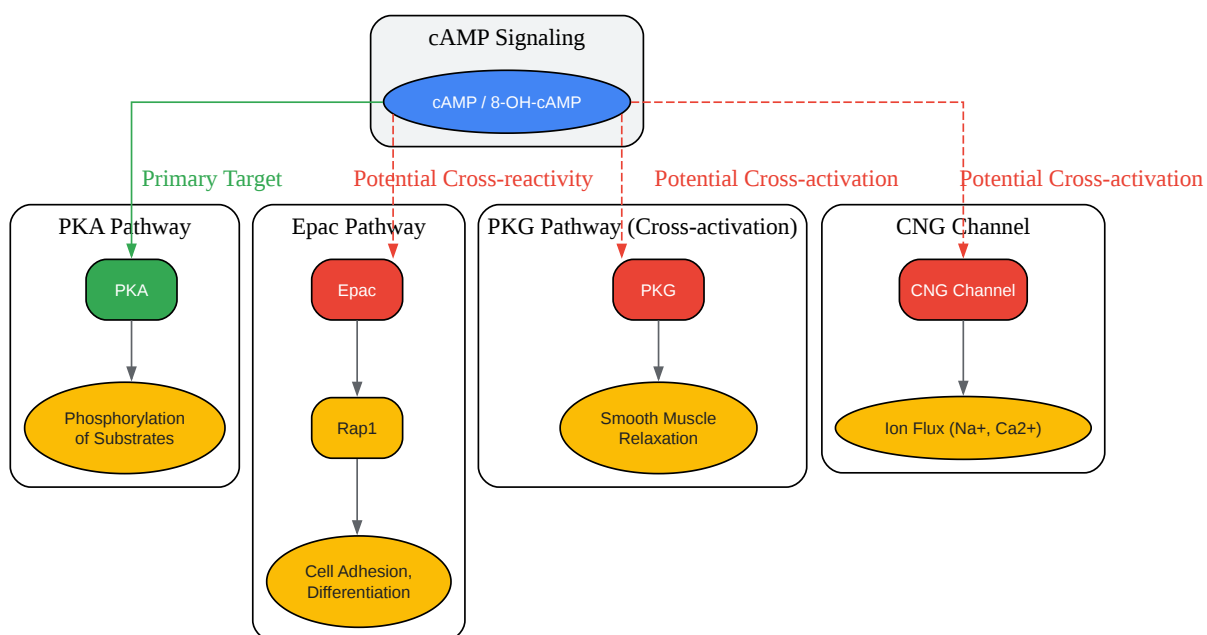 cAMP Signaling
cAMP / 8-OH-cAMP
Primary Target
Potential Cross-reactivity
Potential Cross-activation
Potential Cross-activation
PKA Pathway
PKA
Phosphorylation
of Substrates
Epac Pathway
Epac
Rap1
Cell Adhesion,
Differentiation
PKG Pathway (Cross-activation)
PKG
Smooth Muscle
Relaxation
CNG Channel
CNG Channel
Ion Flux (Na+, Ca2+)